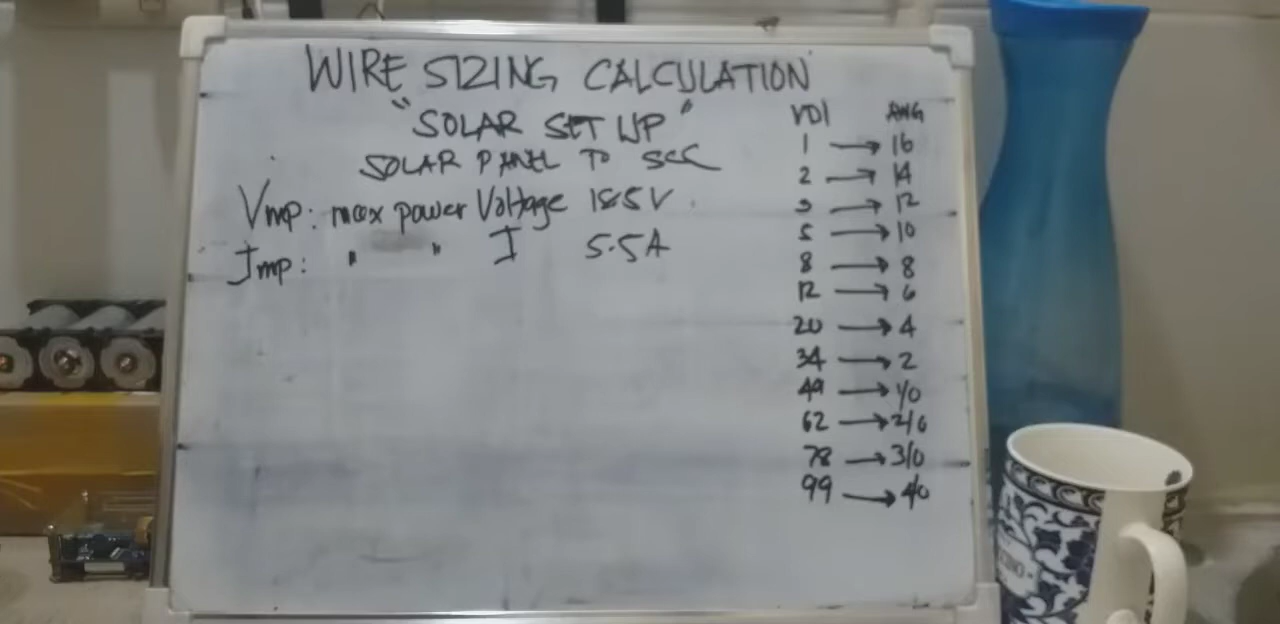 WIRE SIZING CALCULATION
"SOLAR SET UP"
SOLAR PANEL TO SCC
Vmp: max power Voltage 18.5V
Imp: " " I 5.5A
VDI AWG
1 → 16
2 → 14
3 → 12
5 → 10
8 → 8
12 → 6
20 → 4
34 → 2
49 → 1/0
62 → 2/0
78 → 3/0
99 → 4/0